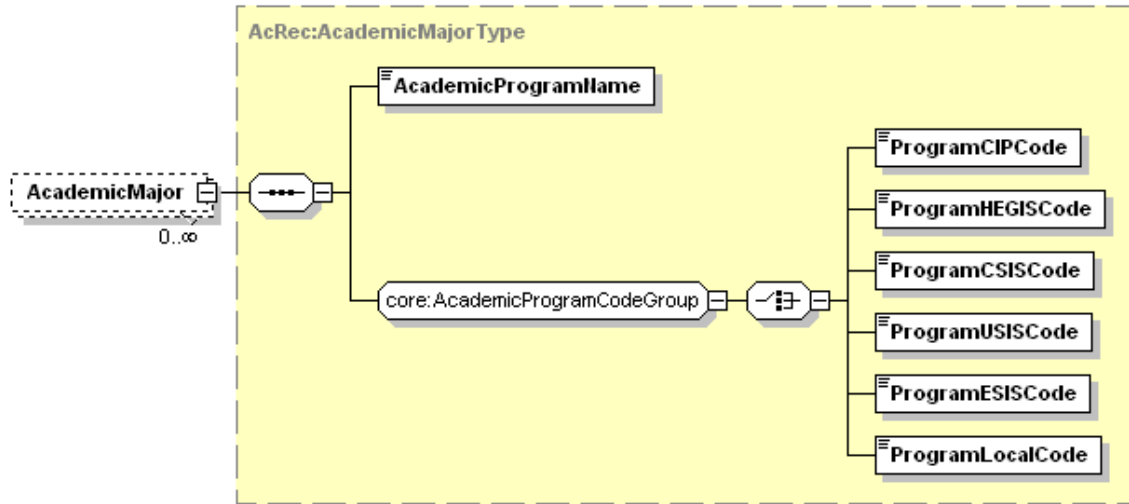 AcRec:AcademicMajorType
AcademicProgramName
AcademicMajor
0..∞
core:AcademicProgramCodeGroup
ProgramCIPCode
ProgramHEGISCode
ProgramCSISCode
ProgramUSISCode
ProgramESISCode
ProgramLocalCode